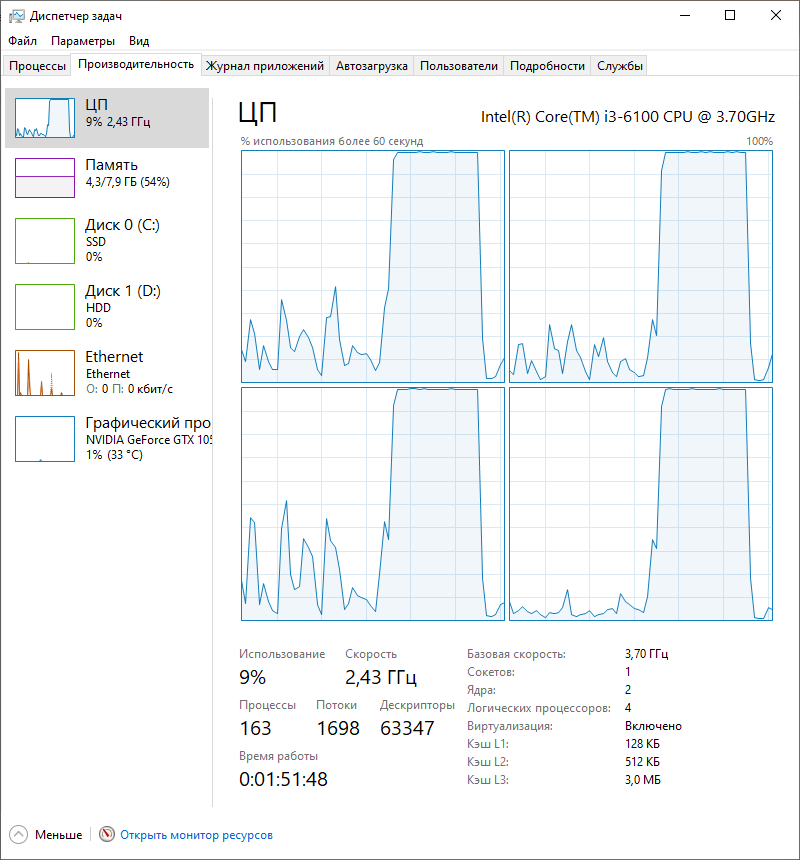 Диспетчер задач
Файл Параметры Вид
Процессы Производительность Журнал приложений Автозагрузка Пользователи Подробности Службы
ЦП
9% 2,43 ГГц
Память
4,3/7,9 ГБ (54%)
Диск 0 (C:)
SSD
0%
Диск 1 (D:)
HDD
0%
Ethernet
Ethernet
О: 0 П: 0 кбит/с
Графический про
NVIDIA GeForce GTX 105
1% (33 °C)
ЦП
Intel(R) Core(TM) i3-6100 CPU @ 3.70GHz
% использования более 60 секунд
100%
Использование Скорость
9% 2,43 ГГц
Процессы Потоки Дескрипторы
163 1698 63347
Время работы
0:01:51:48
Базовая скорость: 3,70 ГГц
Сокетов: 1
Ядра: 2
Логических процессоров: 4
Виртуализация: Включено
Кэш L1: 128 КБ
Кэш L2: 512 КБ
Кэш L3: 3,0 МБ
Меньше
Открыть монитор ресурсов